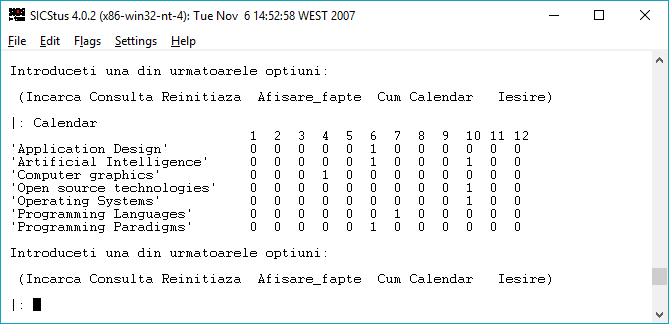 SICStus 4.0.2 (x86-win32-nt-4): Tue Nov  6 14:52:58 WEST 2007
File Edit Flags Settings Help
Introduceti una din urmatoarele optiuni:
 (Incarca Consulta Reinitiaza  Afisare_fapte  Cum Calendar   Iesire)
|: Calendar
1  2  3  4  5  6  7  8  9  10 11 12
'Application Design'          0  0  0  0  0  1  0  0  0  0  0  0
'Artificial Intelligence'     0  0  0  0  0  1  0  0  0  1  0  0
'Computer graphics'           0  0  0  1  0  0  0  0  0  0  0  0
'Open source technologies'    0  0  0  0  0  0  0  0  0  1  0  0
'Operating Systems'           0  0  0  0  0  0  0  0  0  1  0  0
'Programming Languages'       0  0  0  0  0  0  1  0  0  0  0  0
'Programming Paradigms'       0  0  0  0  0  1  0  0  0  0  0  0
Introduceti una din urmatoarele optiuni:
 (Incarca Consulta Reinitiaza  Afisare_fapte  Cum Calendar   Iesire)
|: